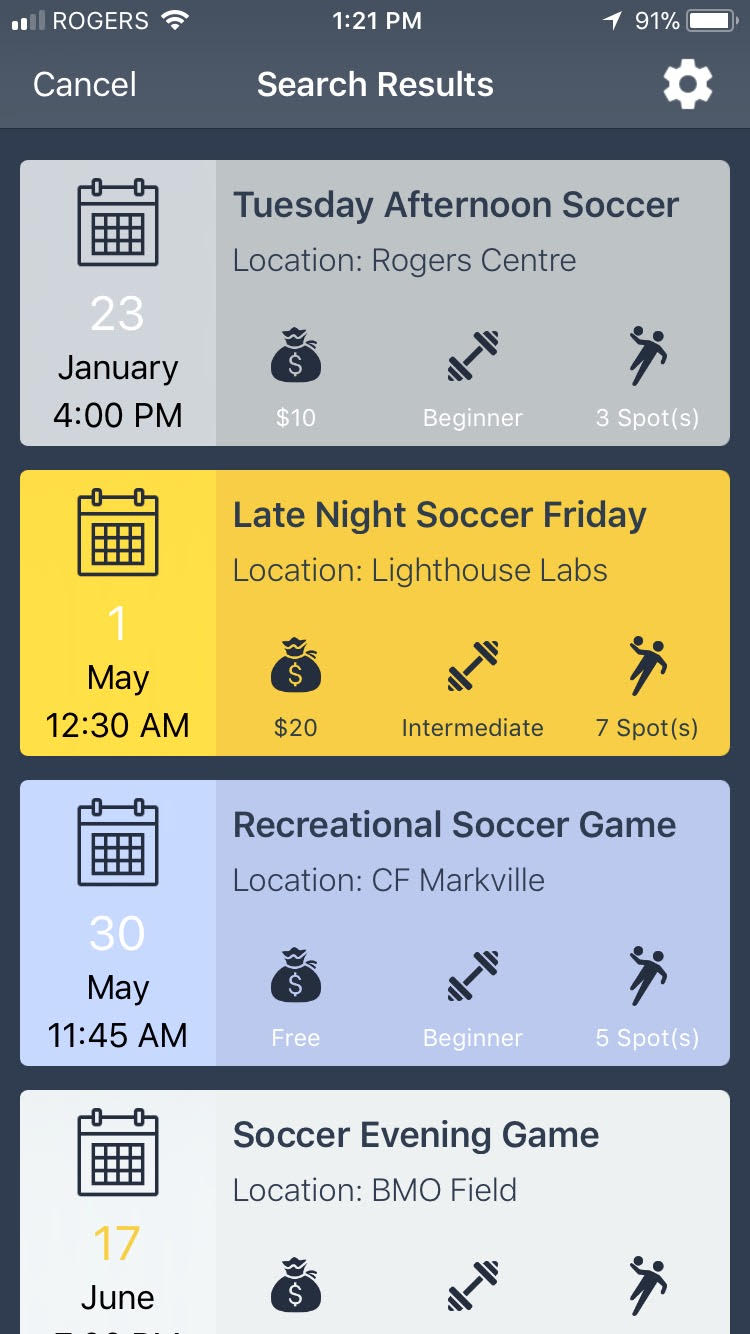 ROGERS 1:21 PM 91%
Cancel Search Results
Tuesday Afternoon Soccer
Location: Rogers Centre
23
January
4:00 PM
$
$10 Beginner 3 Spot(s)
Late Night Soccer Friday
Location: Lighthouse Labs
1
May
12:30 AM
$
$20 Intermediate 7 Spot(s)
Recreational Soccer Game
Location: CF Markville
30
May
11:45 AM
$
Free Beginner 5 Spot(s)
Soccer Evening Game
Location: BMO Field
17
June
$